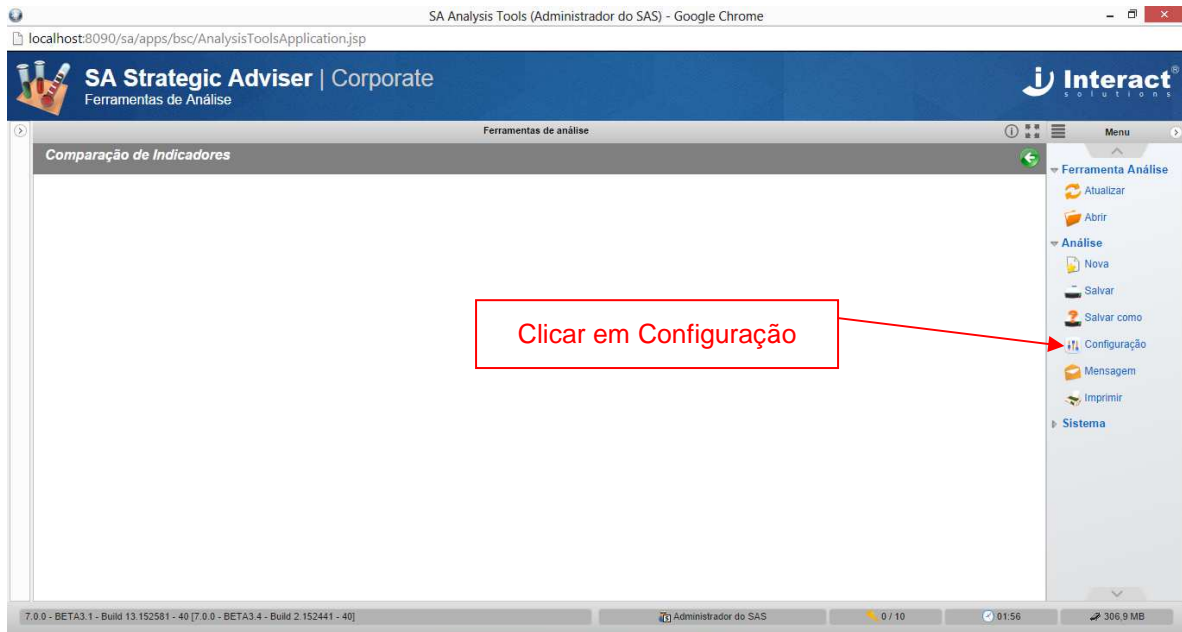 SA Analysis Tools (Administrador do SAS) - Google Chrome
localhost:8090/sa/apps/bsc/AnalysisToolsApplication.jsp
SA Strategic Adviser | Corporate
Ferramentas de Análise
Interact®
solutions
Ferramentas de análise
Menu
Comparação de Indicadores
Ferramenta Análise
Atualizar
Abrir
Análise
Nova
Salvar
Salvar como
Configuração
Mensagem
Imprimir
Sistema
Clicar em Configuração
7.0.0 - BETA3.1 - Build 13.152581 - 40 [7.0.0 - BETA3.4 - Build 2.152441 - 40]
Administrador do SAS
0 / 10
01:56
306,9 MB